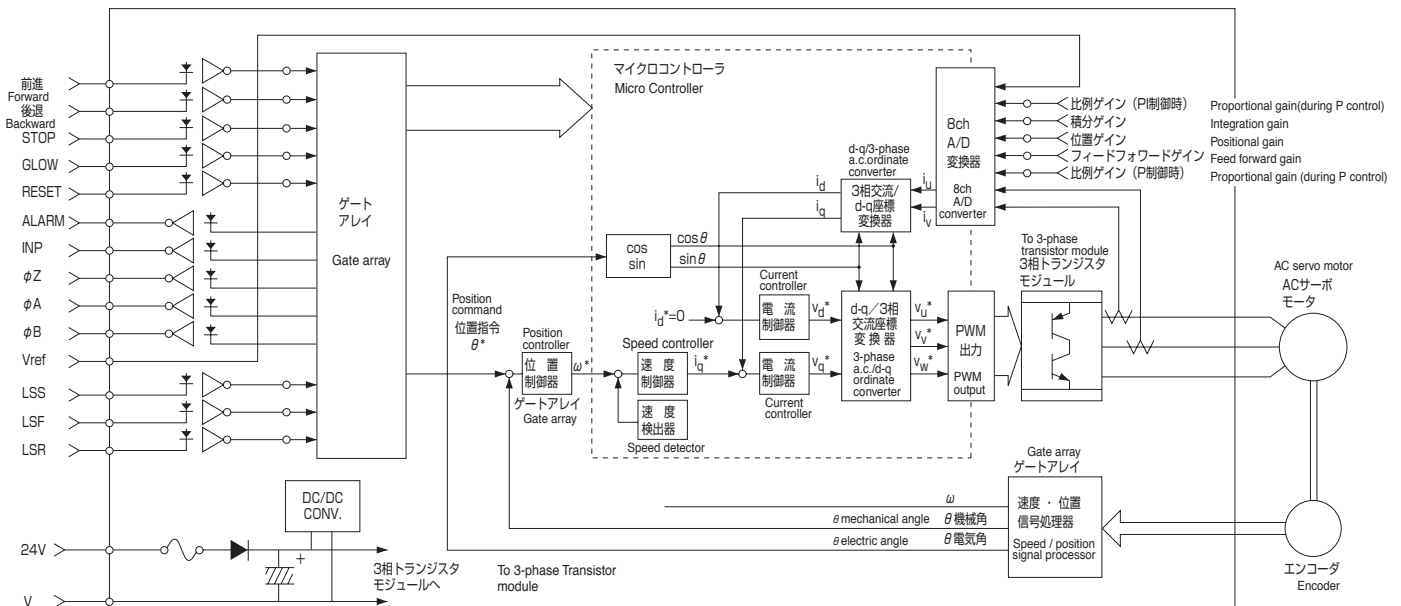 前進
Forward
後退
Backward
STOP
GLOW
RESET
ALARM
INP
φZ
φA
φB
Vref
LSS
LSF
LSR
24V
V
ゲート
アレイ
Gate array
DC/DC
CONV.
+
3相トランジスタ
モジュールへ
To 3-phase Transistor
module
マイクロコントローラ
Micro Controller
8ch
A/D
変換器
8ch
A/D
converter
比例ゲイン（PI制御時） Proportional gain(during P control)
積分ゲイン Integration gain
位置ゲイン Positional gain
フィードフォワードゲイン Feed forward gain
比例ゲイン（P制御時） Proportional gain (during P control)
d-q/3-phase
a.c.ordinate
converter
3相交流/
d-q座標
変換器
id
iq
iu
iv
cos
sin
cosθ
sinθ
Position
command
位置指令
θ*
Position
controller
位 置
制御器
ゲートアレイ
Gate array
ω*
Speed controller
速 度
制御器
速 度
検出器
Speed detector
iq*
id*=0
Current
controller
電 流
制御器
vd*
電 流
制御器
Current
controller
vq*
d-q／3相
交流座標
変 換 器
3-phase
a.c./d-q
ordinate
converter
vu*
vv*
vw*
PWM
出力
PWM
output
To 3-phase
transistor module
3相トランジスタ
モジュール
AC servo motor
ACサーボ
モータ
Gate array
ゲートアレイ
速度 ・ 位置
信号処理器
Speed / position
signal processor
ω
θ mechanical angle θ機械角
θ electric angle θ電気角
エンコーダ
Encoder